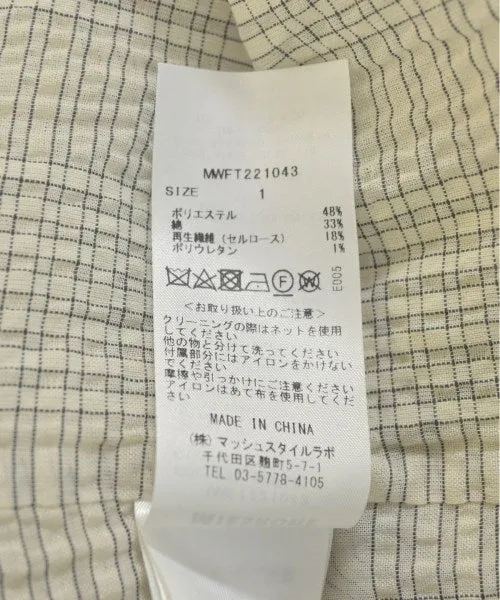 MWFT221043
SIZE 1
ポリエステル 48%
綿 33%
再生繊維 (セルロース) 18%
ポリウレタン 1%
F W
E005
<お取り扱い上のご注意>
クリーニングの際はネットを使用
してください
他の物と分けて洗ってください
付属部分にはアイロンをかけない
でください
摩擦や引っかけにご注意ください
アイロンはあて布を使用してくだ
さい
MADE IN CHINA
(株) マッシュスタイルラボ
千代田区麹町5-7-1
TEL 03-5778-4105